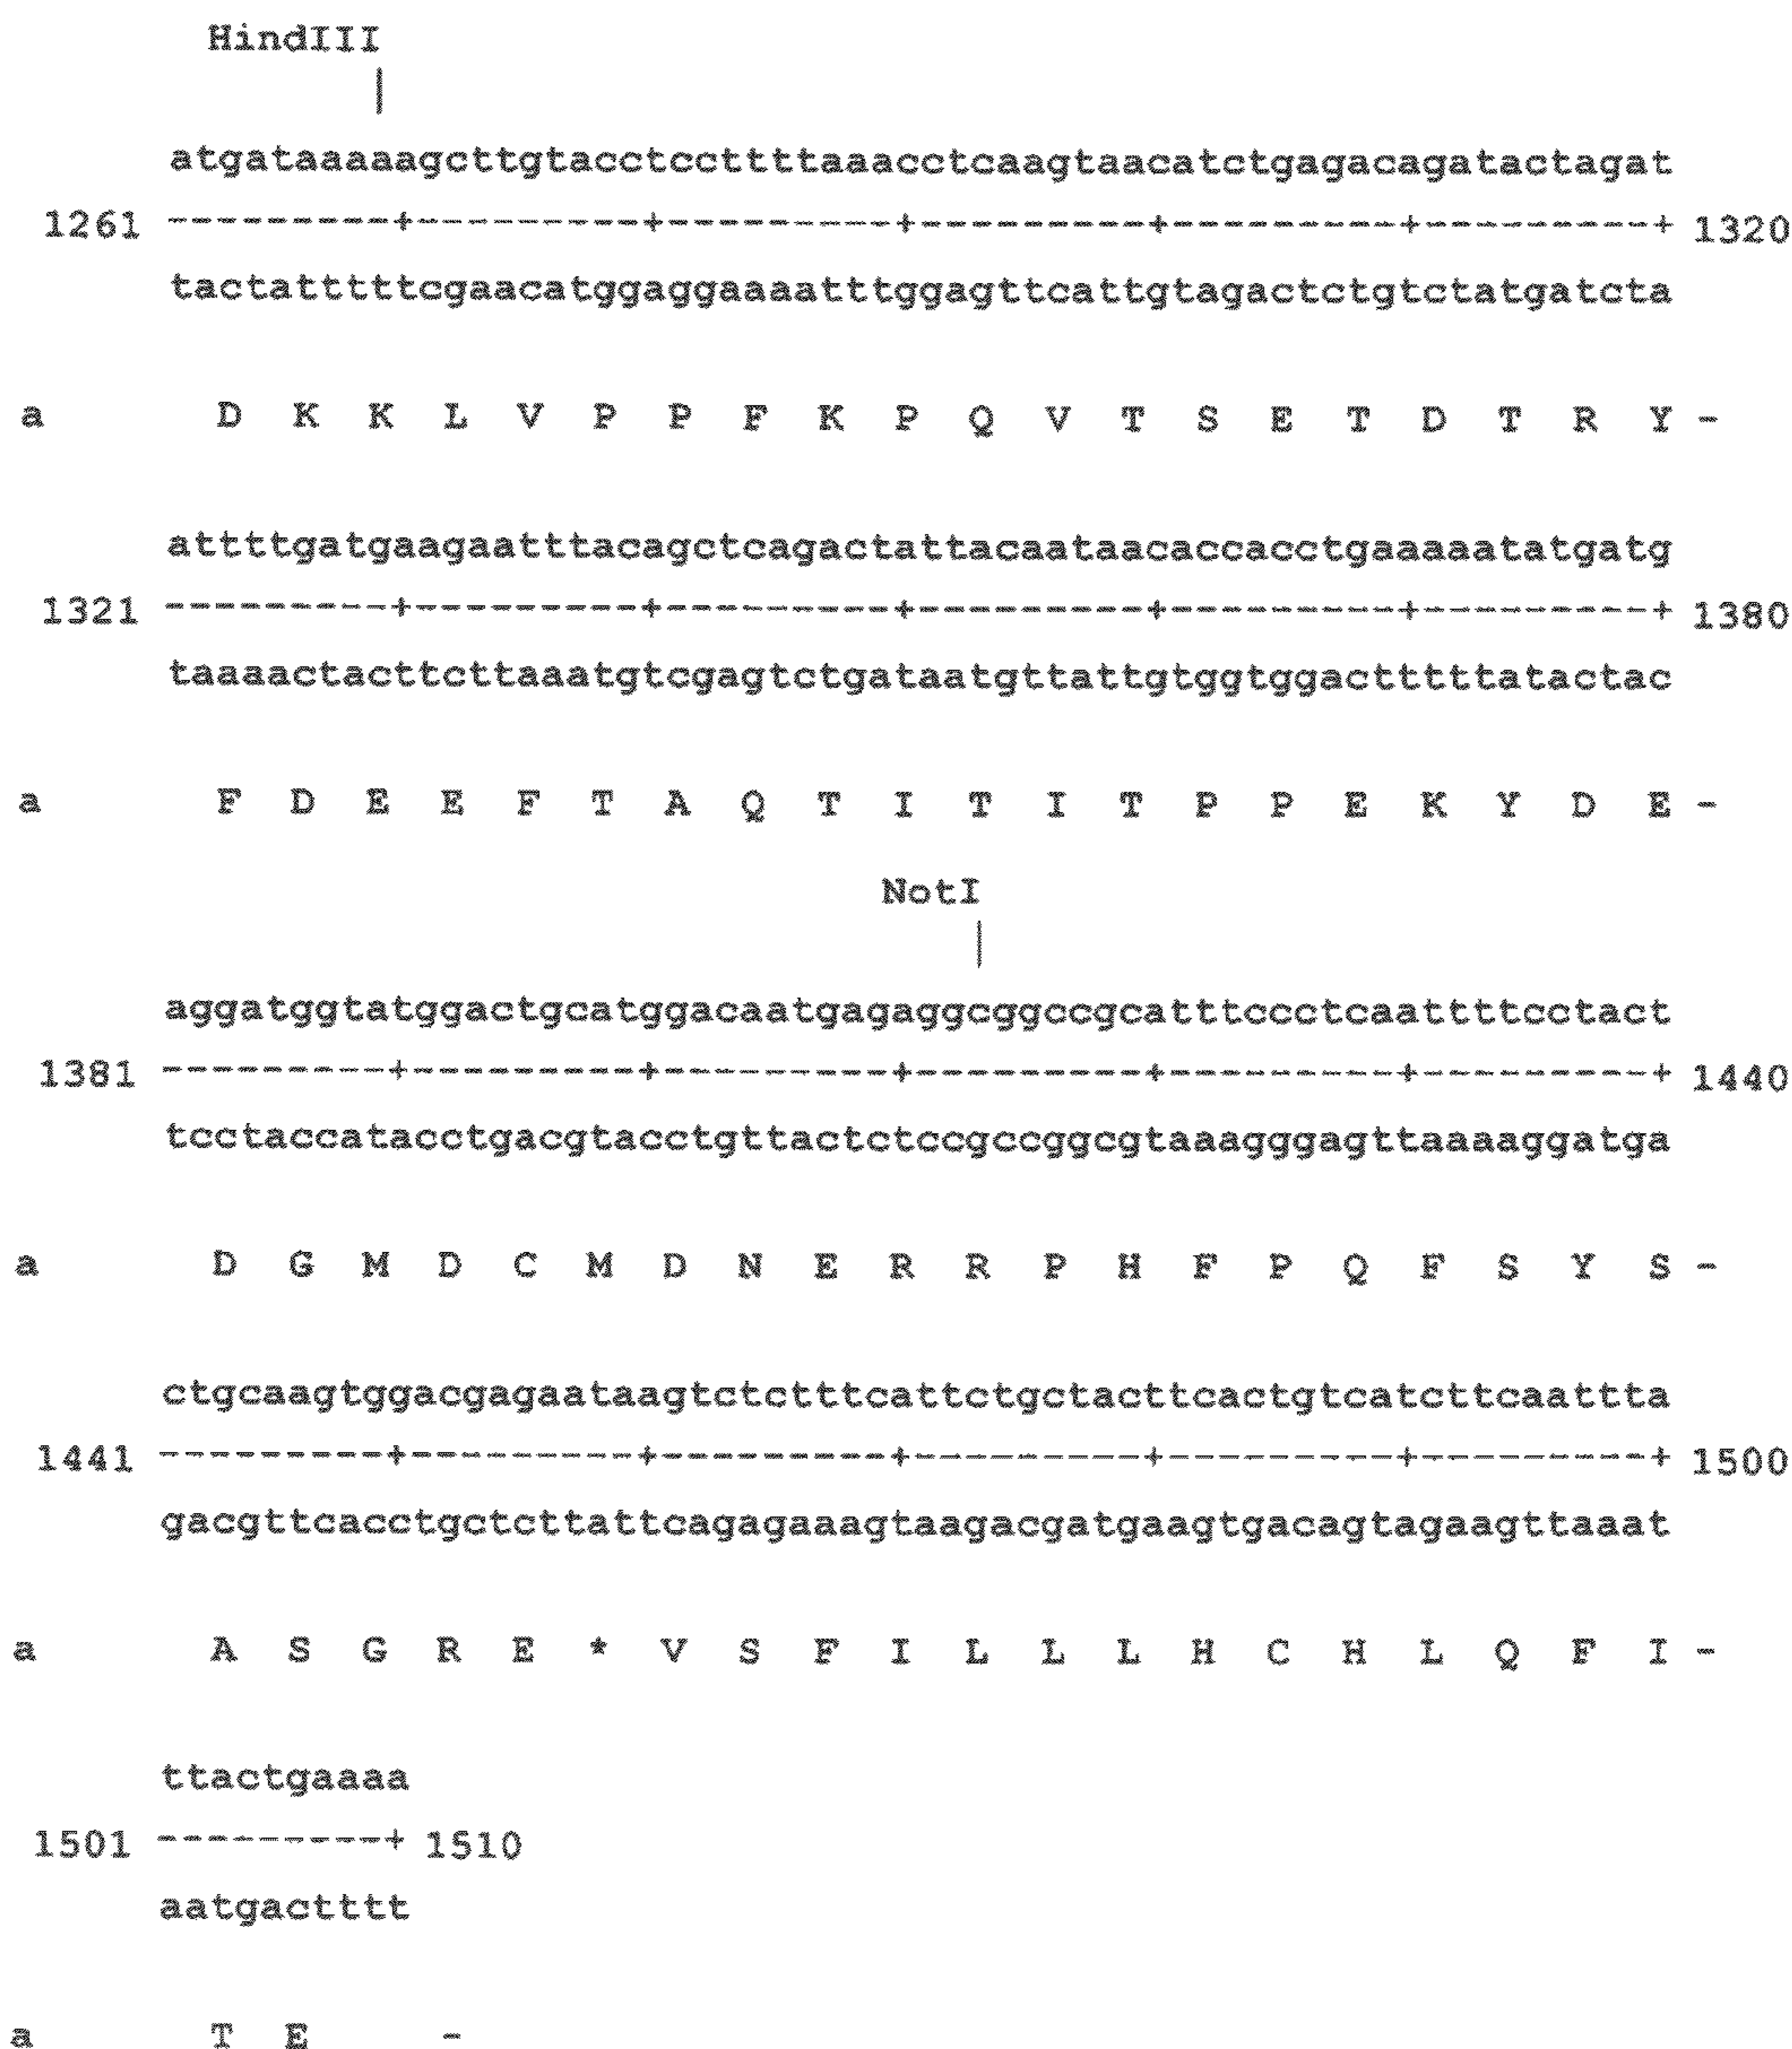 HindIII
|
atgataaaaagcttgtacctccttttaaacctcaagtaacatctgagacagatactagat
1261 ---------+---------+---------+---------+---------+---------+ 1320
tactatttttcgaacatggaggaaaatttggagttcattgtagactctgtctatgatcta
a D K K L V P P F K P Q V T S E T D T R Y -
attttgatgaagaatttacagctcagactattacaataacaccacctgaaaaatatgatg
1321 ---------+---------+---------+---------+---------+---------+ 1380
taaaactacttcttaaatgtcgagtctgataatgttattgtggtggactttttatactac
a F D E E F T A Q T I T I T P P E K Y D E -
NotI
|
aggatggtatggactgcatggacaatgagaggcggccgcatttccctcaattttcctact
1381 ---------+---------+---------+---------+---------+---------+ 1440
tcctaccatacctgacgtacctgttactctccgccggcgtaaagggagttaaaaggatga
a D G M D C M D N E R R P H F P Q F S Y S -
ctgcaagtggacgagaataagtctctttcattctgctacttcactgtcatcttcaattta
1441 ---------+---------+---------+---------+---------+---------+ 1500
gacgttcacctgctcttattcagagaaagtaagacgatgaagtgacagtagaagttaaat
a A S G R E * V S F I L L L H C H L Q F I -
ttactgaaaa
1501 ---------+ 1510
aatgactttt
a T E -